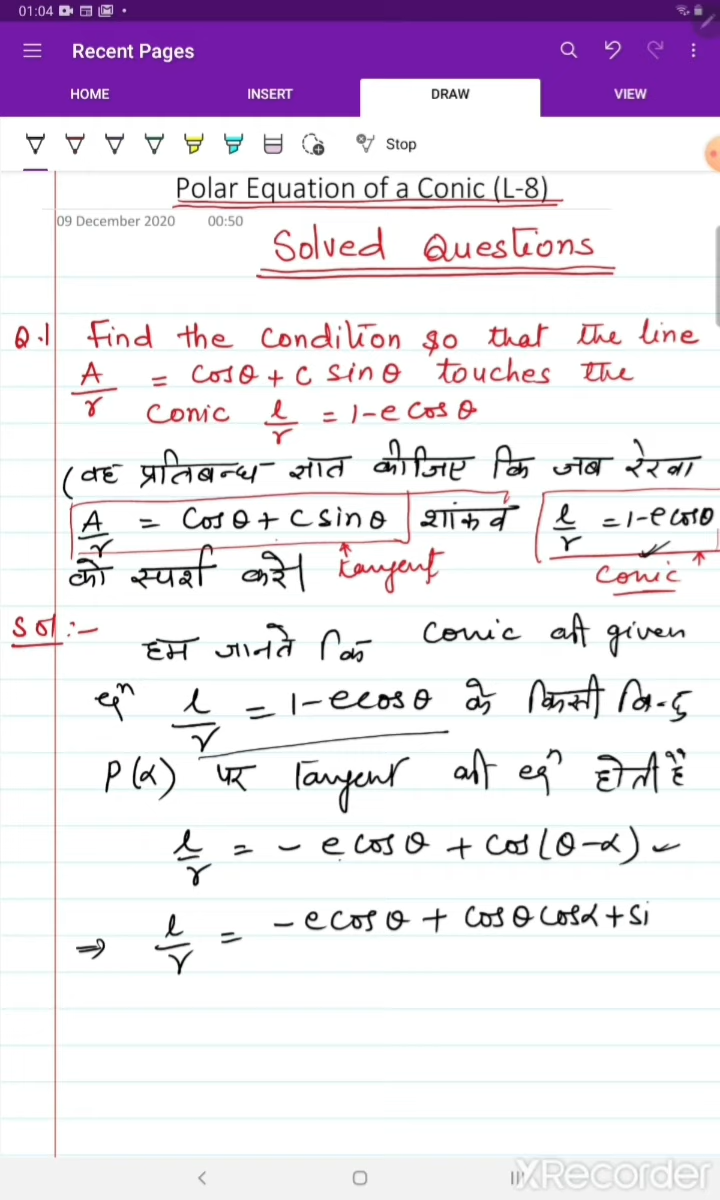 01:04
Recent Pages
HOME INSERT DRAW VIEW
Stop
Polar Equation of a Conic (L-8)
09 December 2020 00:50
Solved Questions
Q.1 Find the condition so that the line
A/r = cosθ + c sinθ touches the
conic l/r = 1-e cosθ
(वह प्रतिबन्ध ज्ञात कीजिए कि जब रेखा
A/r = cosθ + c sinθ शांकव l/r = 1-e cosθ
को स्पर्श करे। tangent conic
Sol:-
हम जानते कि conic की given
eqⁿ l/r = 1-e cosθ के किसी बिन्दु
P(α) पर tangent की eqⁿ होती है
l/r = - e cosθ + cos(θ-α)
⇒ l/r = -e cosθ + cosθ cosα + si
XRecorder